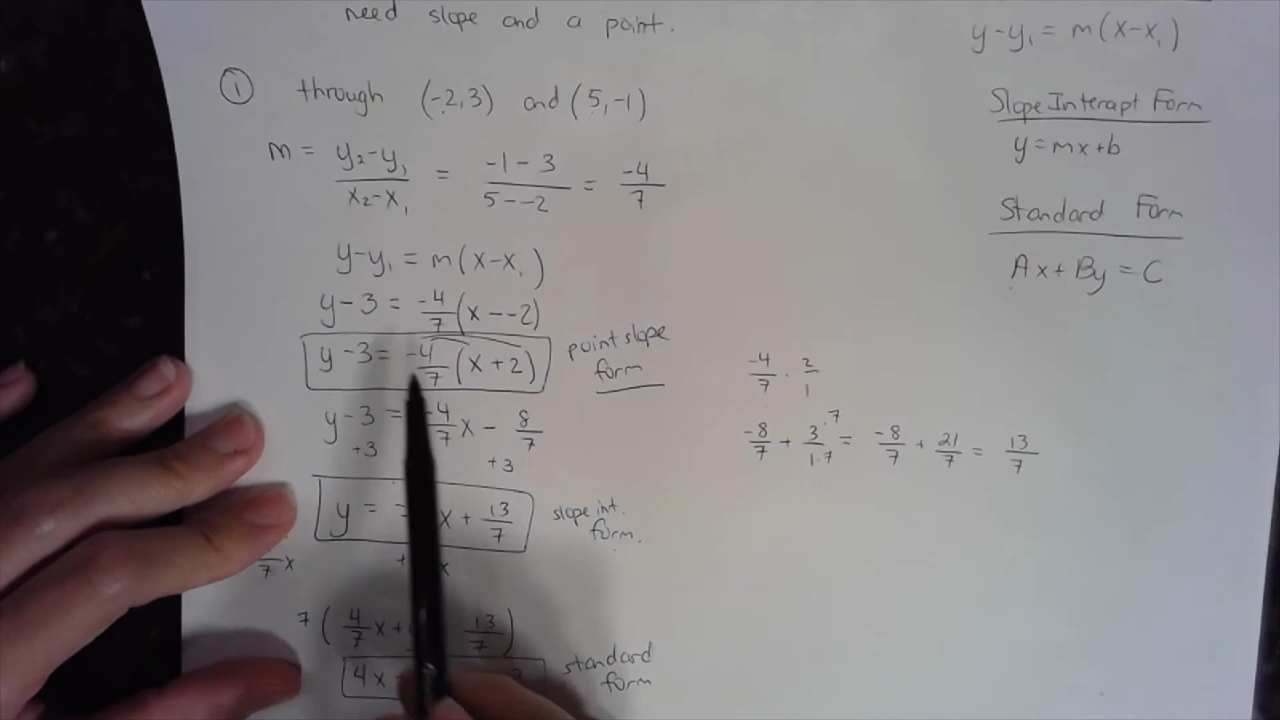 need slope and a point.
y-y₁ = m(x-x₁)
① through (-2,3) and (5,-1)
Slope Intercept Form
y = mx+b
m = y₂-y₁/x₂-x₁ = -1-3/5--2 = -4/7
Standard Form
Ax+By = C
y-y₁ = m(x-x₁)
y-3 = -4/7(x--2)
y-3 = -4/7(x+2) point slope form
-4/7 · 2/1
y-3 = -4/7x - 8/7
+3 +3
-8/7 + 3·7/1·7 = -8/7 + 21/7 = 13/7
y = x + 13/7 slope int. form.
7x + x
7(4/7x+ 13/7)
4x standard form